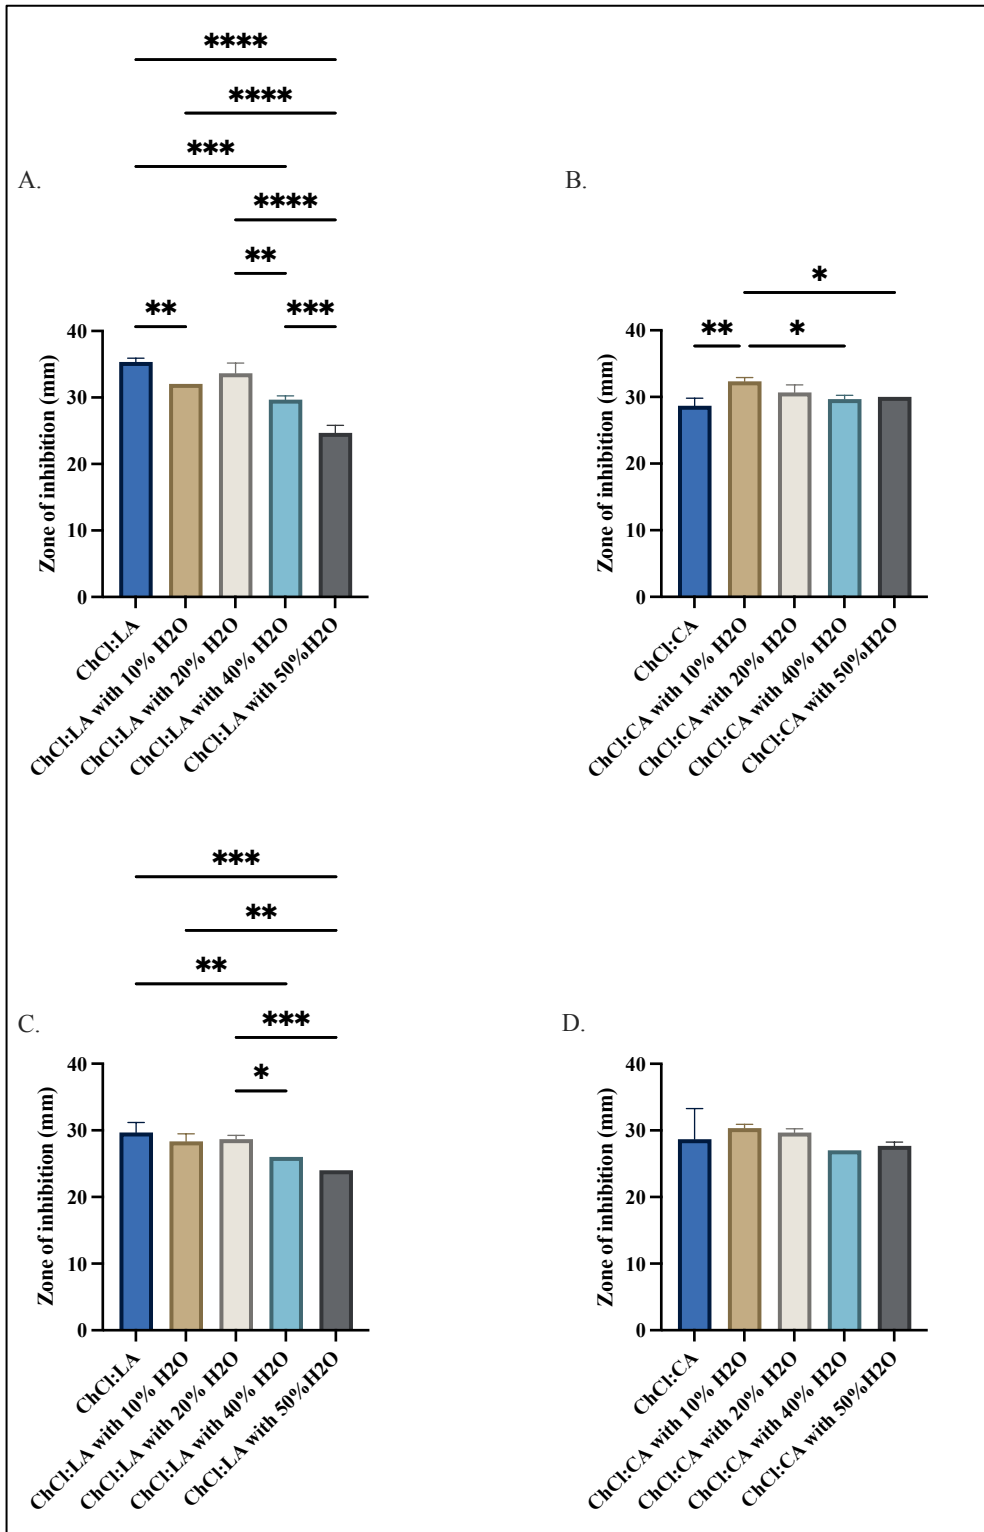 ****
****
***
A.
B.
****
**
*
**
***
**
*
40
30
20
10
0
Zone of inhibition (mm)
ChCl:LA
ChCl:LA with 10% H2O
ChCl:LA with 20% H2O
ChCl:LA with 40% H2O
ChCl:LA with 50%H2O
40
30
20
10
0
Zone of inhibition (mm)
ChCl:CA
ChCl:CA with 10% H2O
ChCl:CA with 20% H2O
ChCl:CA with 40% H2O
ChCl:CA with 50%H2O
***
**
**
C.
D.
***
*
40
30
20
10
0
Zone of inhibition (mm)
ChCl:LA
ChCl:LA with 10% H2O
ChCl:LA with 20% H2O
ChCl:LA with 40% H2O
ChCl:LA with 50%H2O
40
30
20
10
0
Zone of inhibition (mm)
ChCl:CA
ChCl:CA with 10% H2O
ChCl:CA with 20% H2O
ChCl:CA with 40% H2O
ChCl:CA with 50%H2O